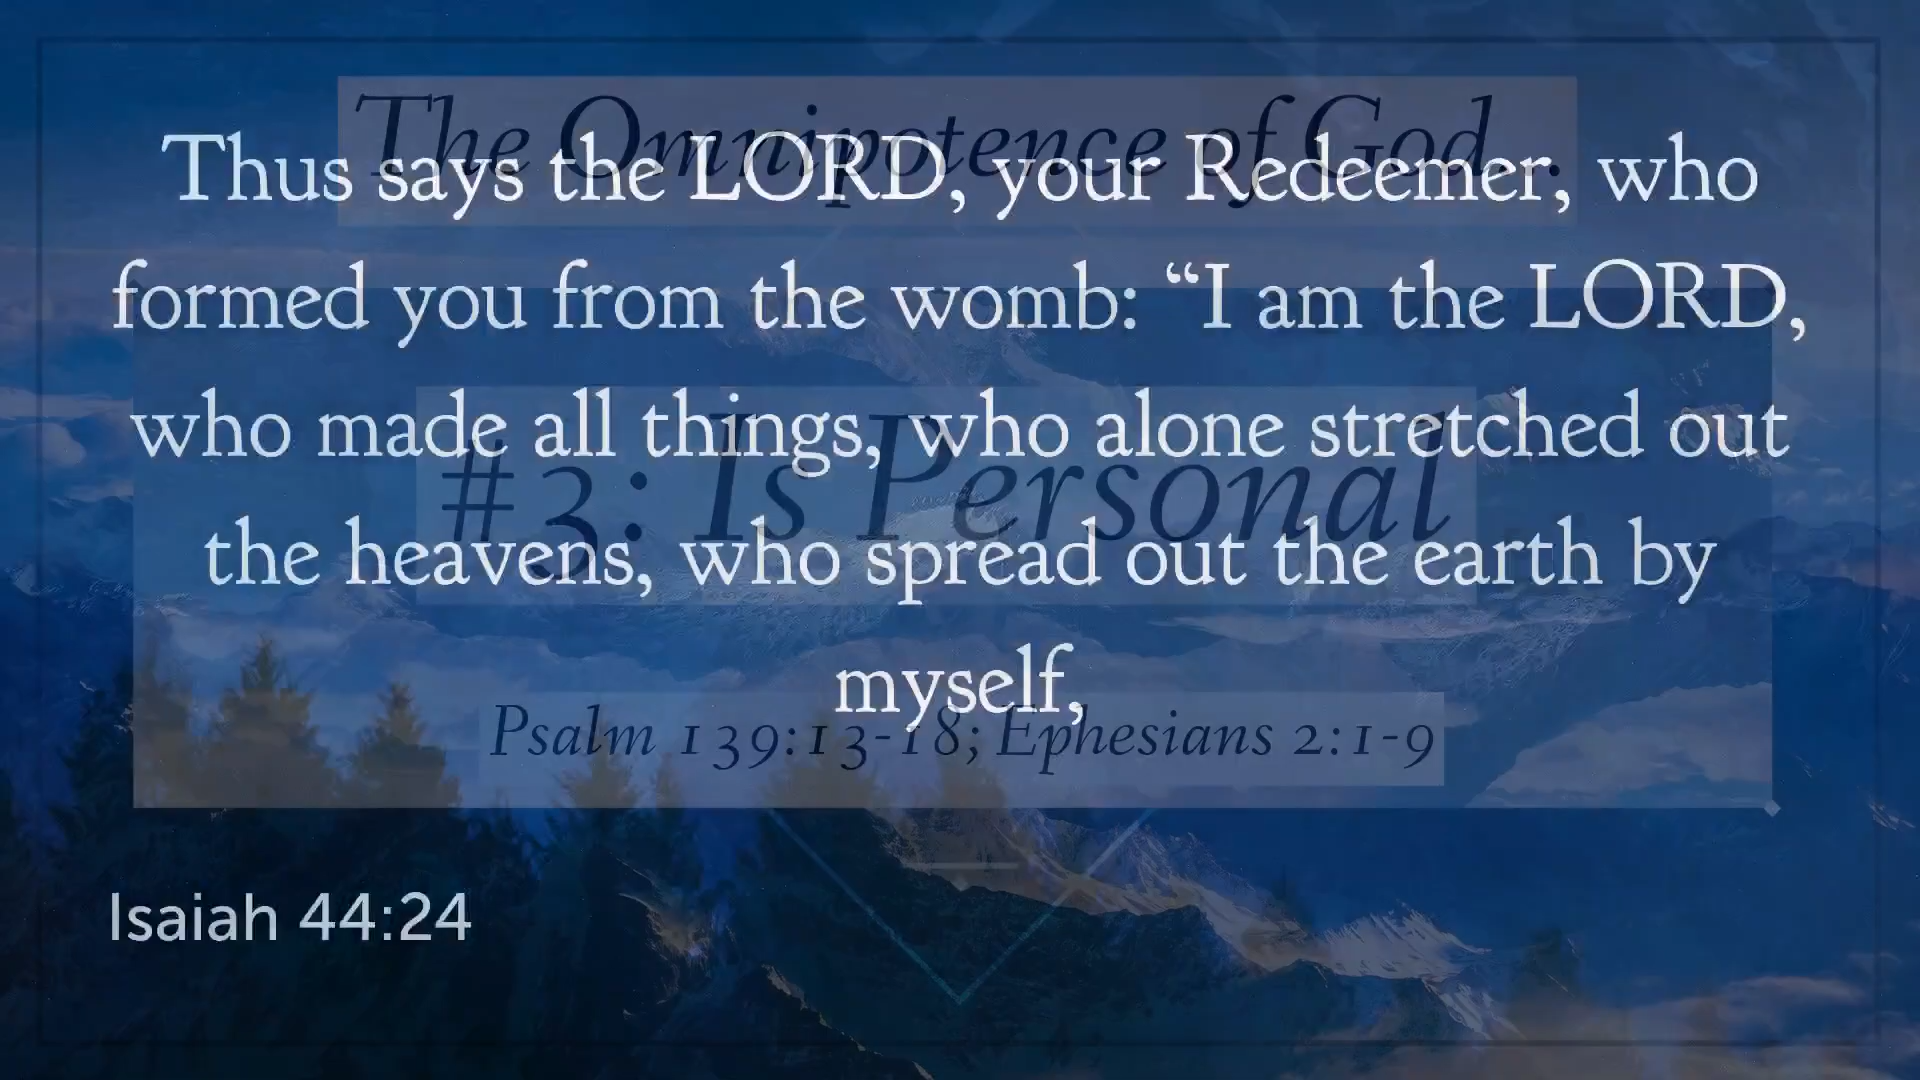 The Omnipotence of God...
Thus says the LORD, your Redeemer, who
formed you from the womb: “I am the LORD,
who made all things, who alone stretched out
#3: Is Personal
the heavens, who spread out the earth by
myself,
Psalm 139:13-18; Ephesians 2:1-9
Isaiah 44:24